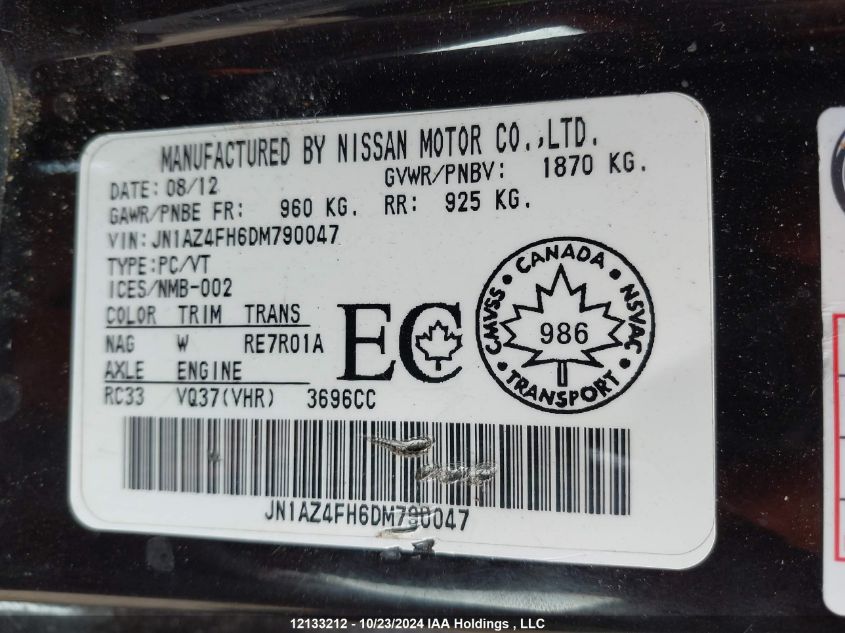 MANUFACTURED BY NISSAN MOTOR CO.,LTD.
DATE: 08/12 GVWR/PNBV: 1870 KG.
GAWR/PNBE FR: 960 KG. RR: 925 KG.
VIN: JN1AZ4FH6DM790047
TYPE:PC/VT
ICES/NMB-002
COLOR TRIM TRANS
NAG W RE7R01A
AXLE ENGINE
RC33 VQ37(VHR) 3696CC
EC
CANADA
CMVSS
NSVAC
986
TRANSPORT
JN1AZ4FH6DM790047
12133212 - 10/23/2024 IAA Holdings , LLC